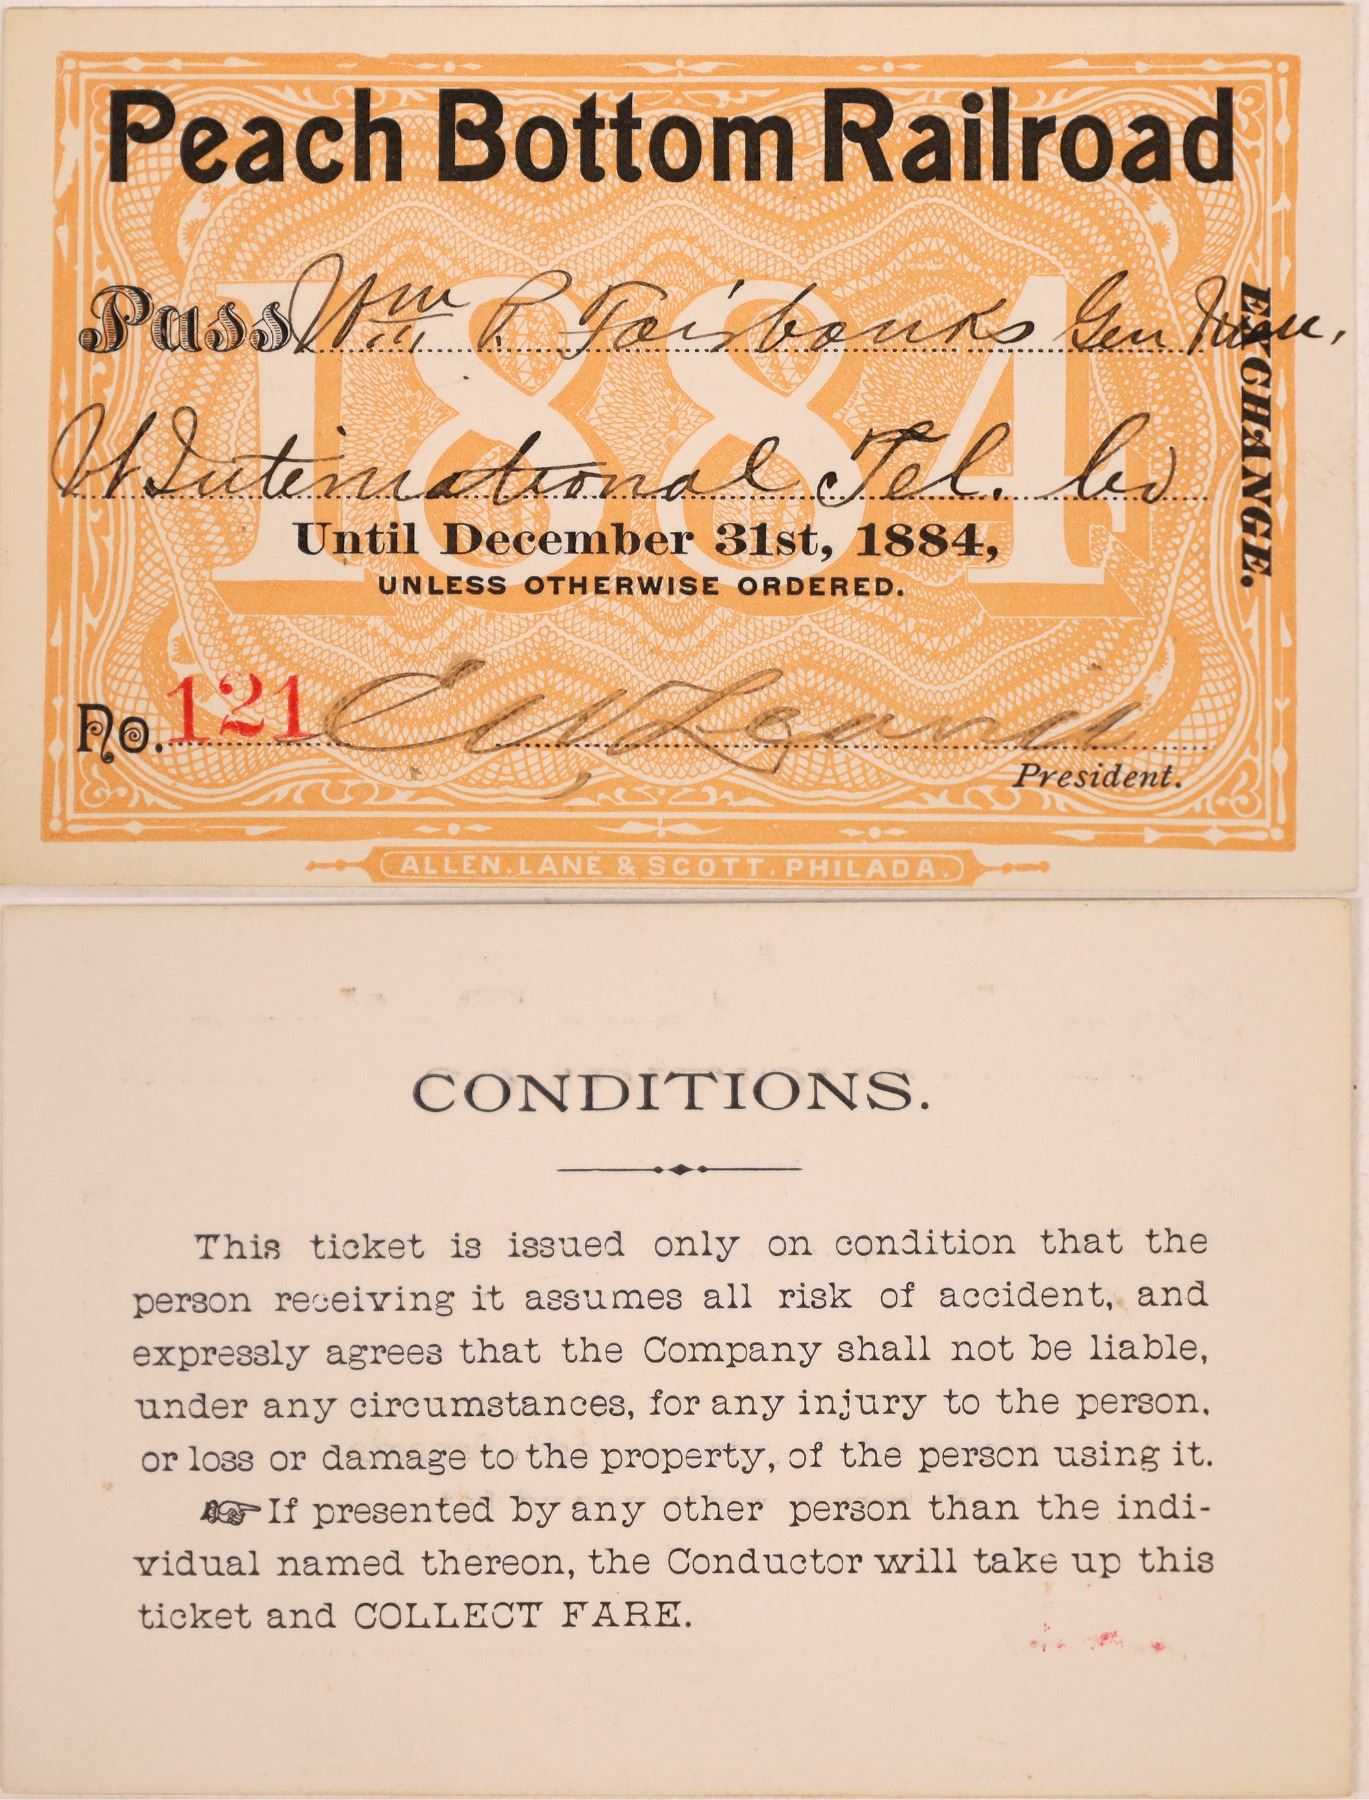 Peach Bottom Railroad
Pass Wm R Fairbanks Gen Man.
International Tel. Co
Until December 31st, 1884,
UNLESS OTHERWISE ORDERED.
1884
EXCHANGE.
No. 121
President.
ALLEN, LANE & SCOTT. PHILADA.
CONDITIONS.
This ticket is issued only on condition that the
person receiving it assumes all risk of accident, and
expressly agrees that the Company shall not be liable,
under any circumstances, for any injury to the person,
or loss or damage to the property, of the person using it.
☞ If presented by any other person than the indi-
vidual named thereon, the Conductor will take up this
ticket and COLLECT FARE.